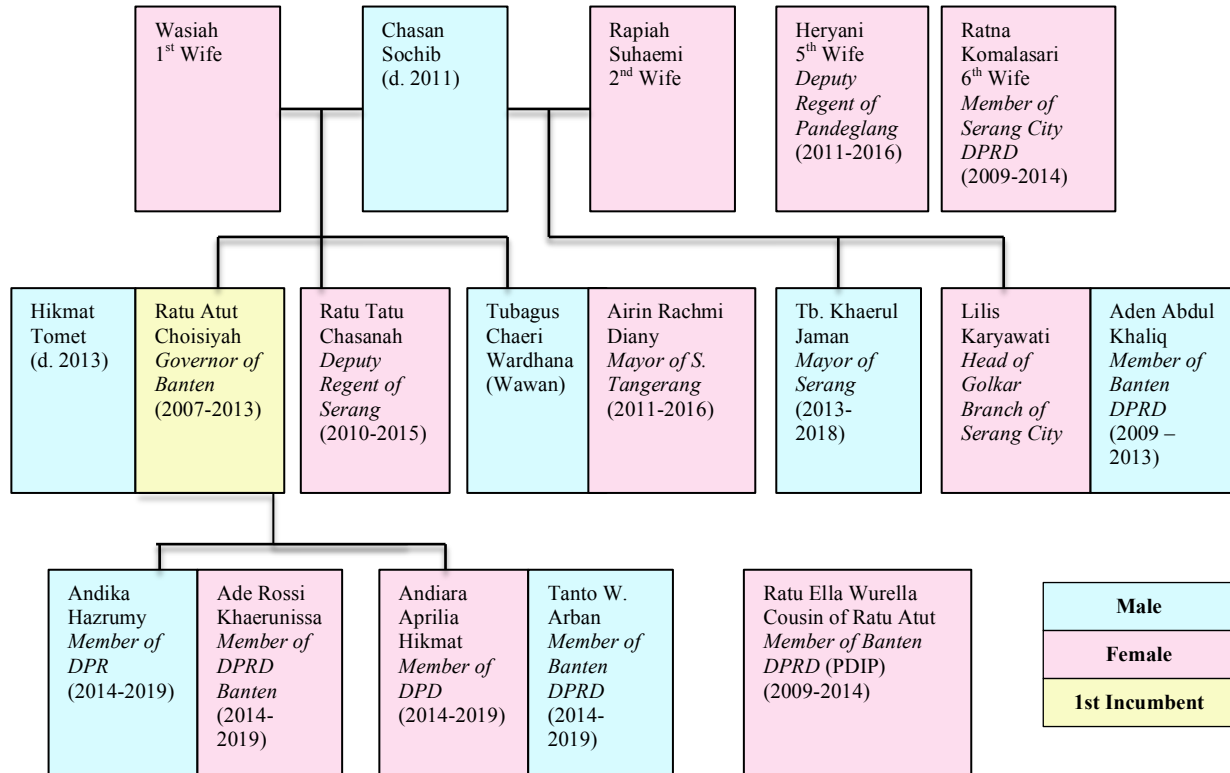 Wasiah
1st Wife
Chasan
Sochib
(d. 2011)
Rapiah
Suhaemi
2nd Wife
Heryani
5th Wife
Deputy
Regent of
Pandeglang
(2011-2016)
Ratna
Komalasari
6th Wife
Member of
Serang City
DPRD
(2009-2014)
Hikmat
Tomet
(d. 2013)
Ratu Atut
Choisiyah
Governor of
Banten
(2007-2013)
Ratu Tatu
Chasanah
Deputy
Regent of
Serang
(2010-2015)
Tubagus
Chaeri
Wardhana
(Wawan)
Airin Rachmi
Diany
Mayor of S.
Tangerang
(2011-2016)
Tb. Khaerul
Jaman
Mayor of
Serang
(2013-
2018)
Lilis
Karyawati
Head of
Golkar
Branch of
Serang City
Aden Abdul
Khaliq
Member of
Banten
DPRD
(2009 –
2013)
Andika
Hazrumy
Member of
DPR
(2014-2019)
Ade Rossi
Khaerunissa
Member of
DPRD
Banten
(2014-
2019)
Andiara
Aprilia
Hikmat
Member of
DPD
(2014-2019)
Tanto W.
Arban
Member of
Banten
DPRD
(2014-
2019)
Ratu Ella Wurella
Cousin of Ratu Atut
Member of Banten
DPRD (PDIP)
(2009-2014)
Male
Female
1st Incumbent